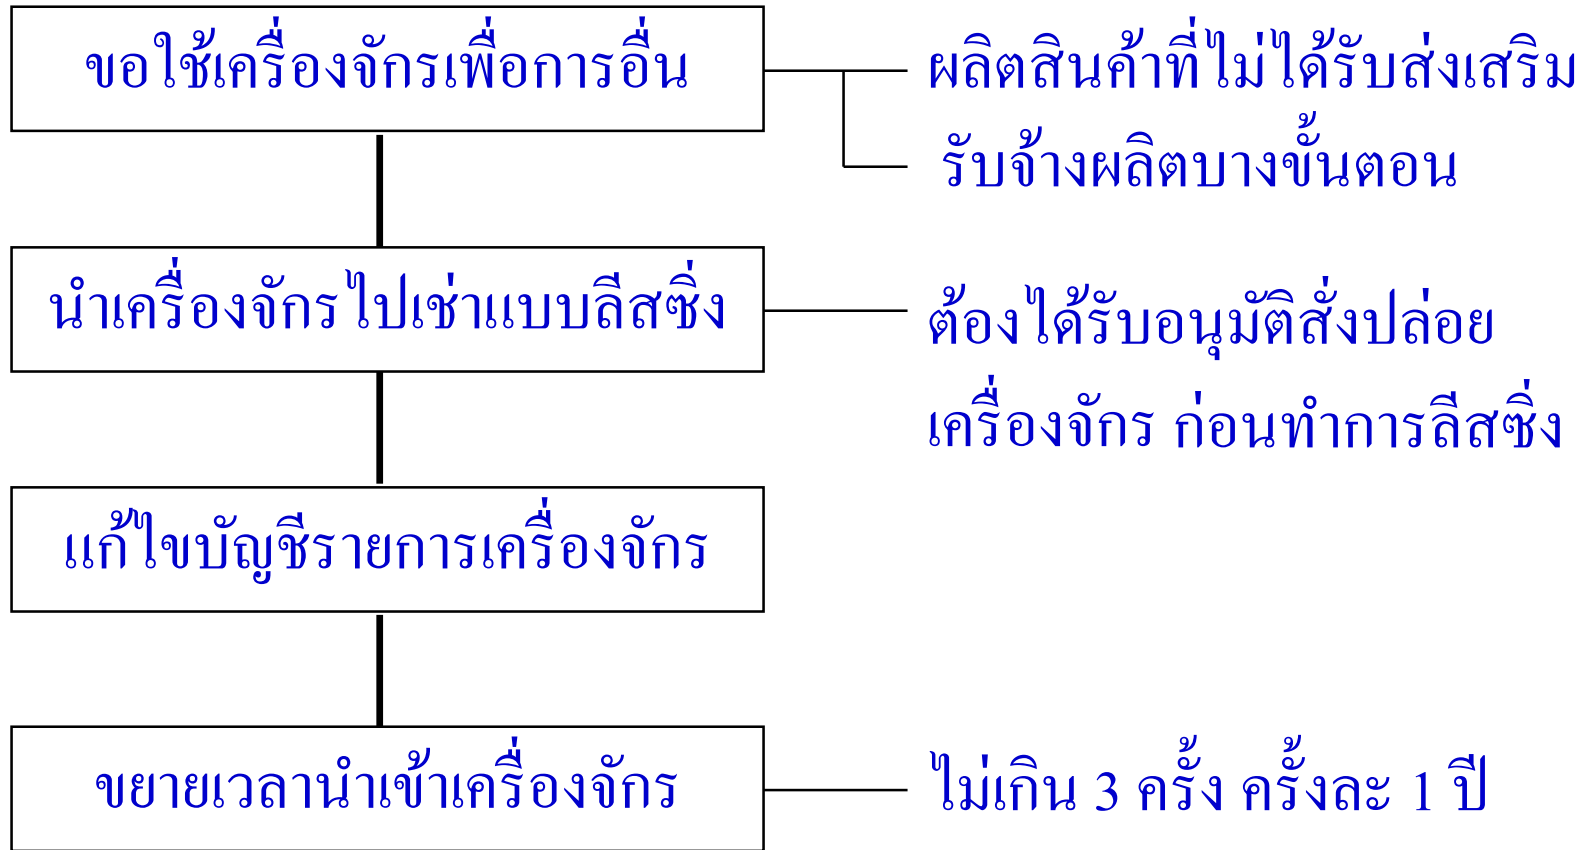 ขอใช้เครื่องจักรเพื่อการอื่น
ผลิตสินค้าที่ไม่ได้รับส่งเสริม
รับจ้างผลิตบางขั้นตอน
นำเครื่องจักรไปเช่าแบบลีสซิ่ง
ต้องได้รับอนุมัติสั่งปล่อย
เครื่องจักร ก่อนทำการลีสซิ่ง
แก้ไขบัญชีรายการเครื่องจักร
ขยายเวลานำเข้าเครื่องจักร
ไม่เกิน 3 ครั้ง ครั้งละ 1 ปี